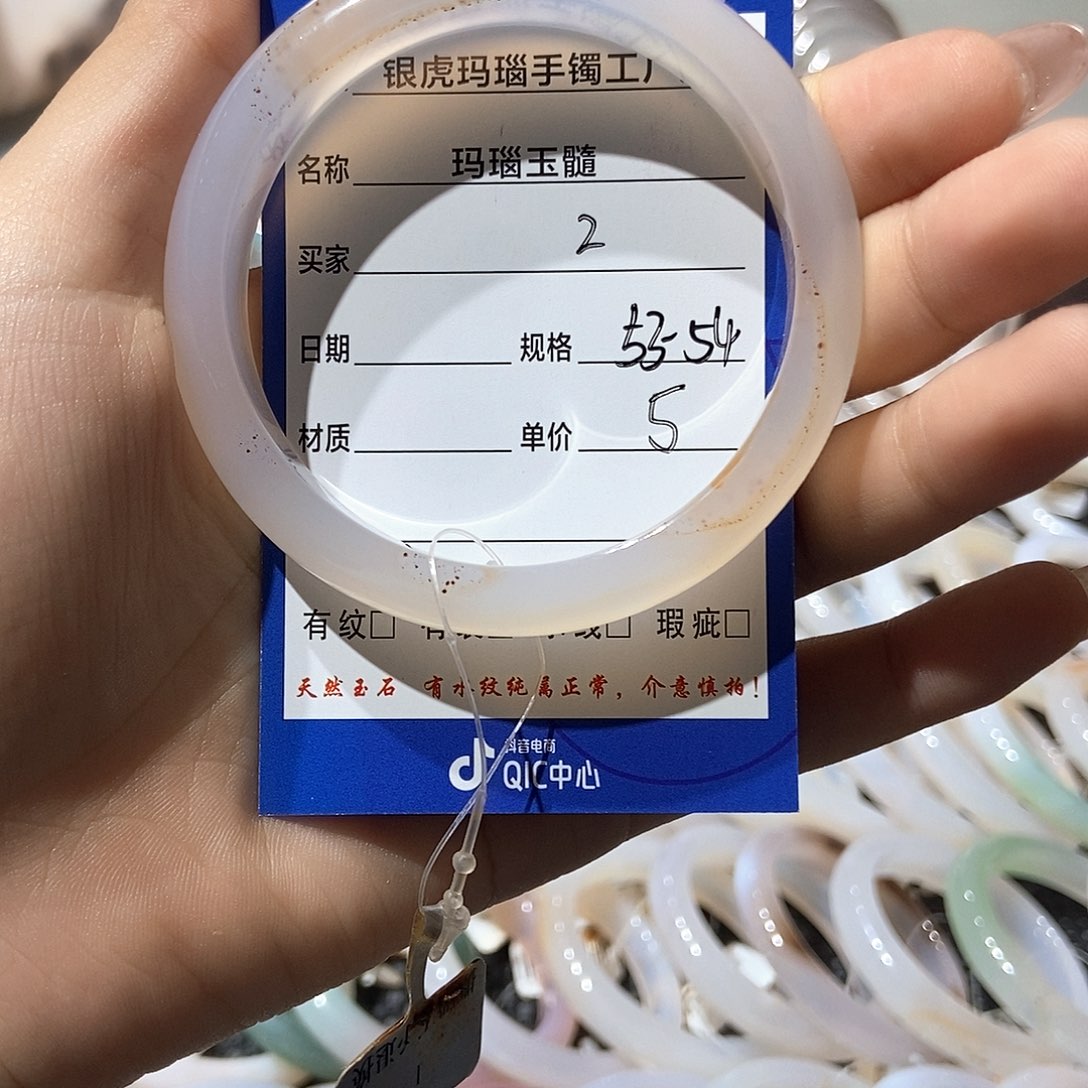 银虎玛瑙手镯工厂
名称 玛瑙玉髓
买家 2
日期 规格 53-54
材质 单价 5
有纹□ □ 瑕疵□
天然玉石 有水纹纯属正常，介意慎拍！
抖音电商
QIC中心